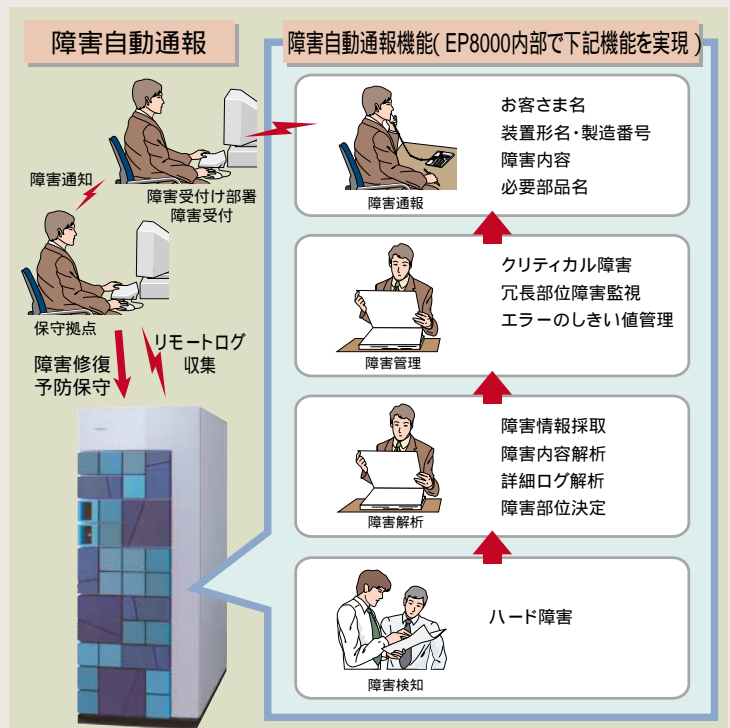 障害自動通報
障害通知
障害受付け部署
障害受付
保守拠点
障害修復
予防保守
リモートログ
収集
障害自動通報機能(EP8000内部で下記機能を実現)
障害通報
お客さま名
装置形名・製造番号
障害内容
必要部品名
障害管理
クリティカル障害
冗長部位障害監視
エラーのしきい値管理
障害解析
障害情報採取
障害内容解析
詳細ログ解析
障害部位決定
障害検知
ハード障害